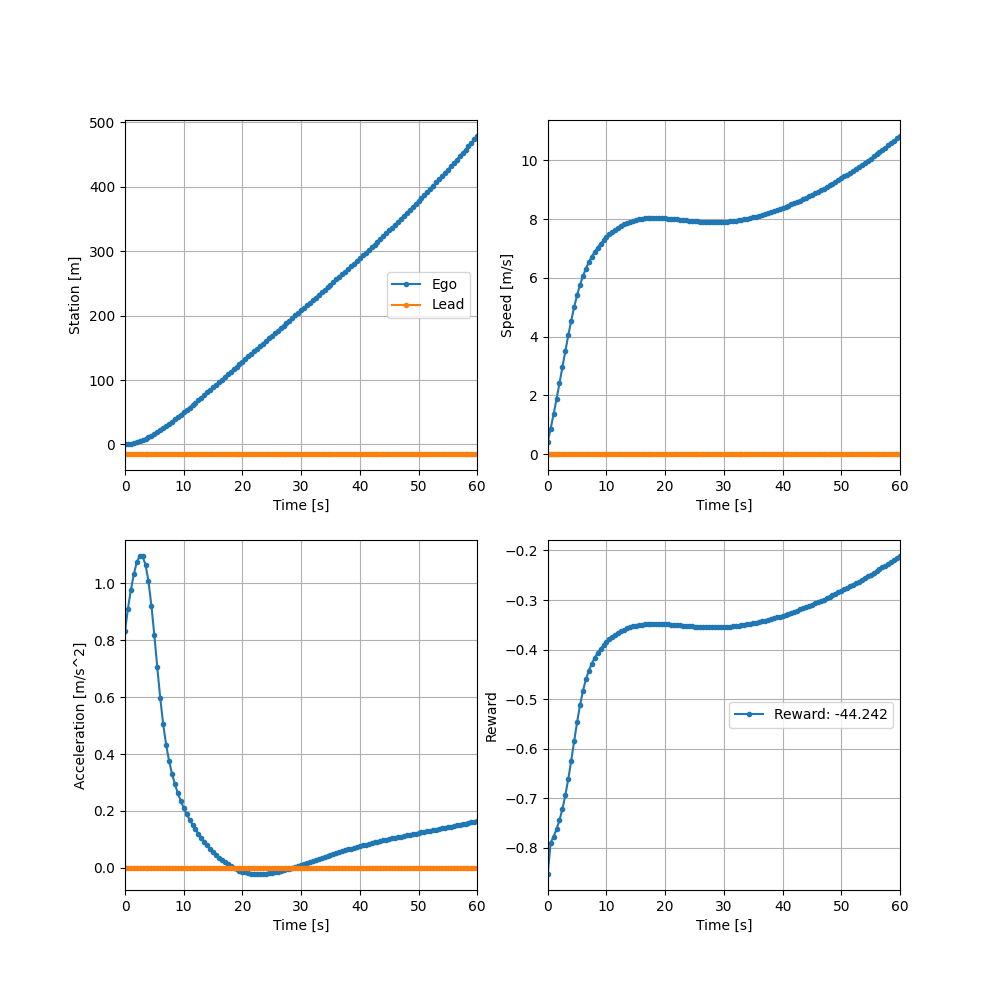 500
400
300
200
100
0
Station [m]
Ego
Lead
0 10 20 30 40 50 60
Time [s]
10
8
6
4
2
0
Speed [m/s]
0 10 20 30 40 50 60
Time [s]
1.0
0.8
0.6
0.4
0.2
0.0
Acceleration [m/s^2]
0 10 20 30 40 50 60
Time [s]
−0.2
−0.3
−0.4
−0.5
−0.6
−0.7
−0.8
Reward
Reward: -44.242
0 10 20 30 40 50 60
Time [s]